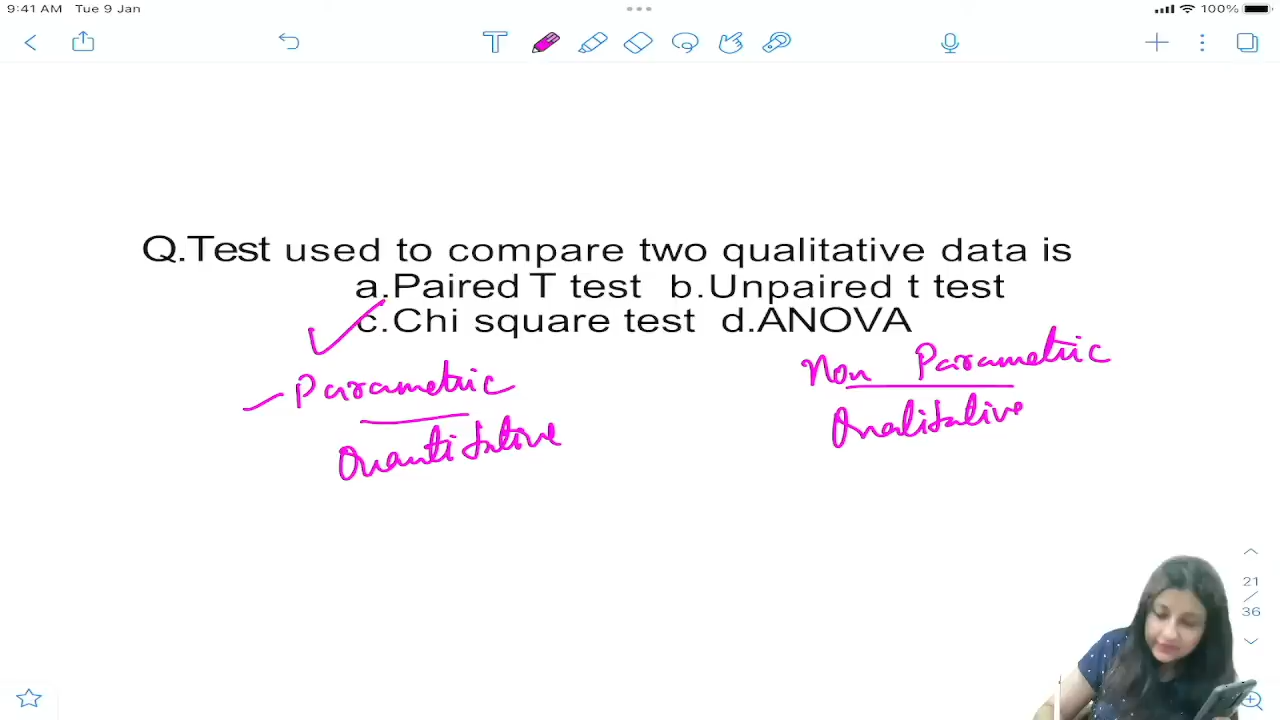 9:41 AM Tue 9 Jan
100%
T
Q.Test used to compare two qualitative data is
a.Paired T test b.Unpaired t test
c.Chi square test d.ANOVA
Parametric
Quantitative
Non Parametric
Qualitative
21
36